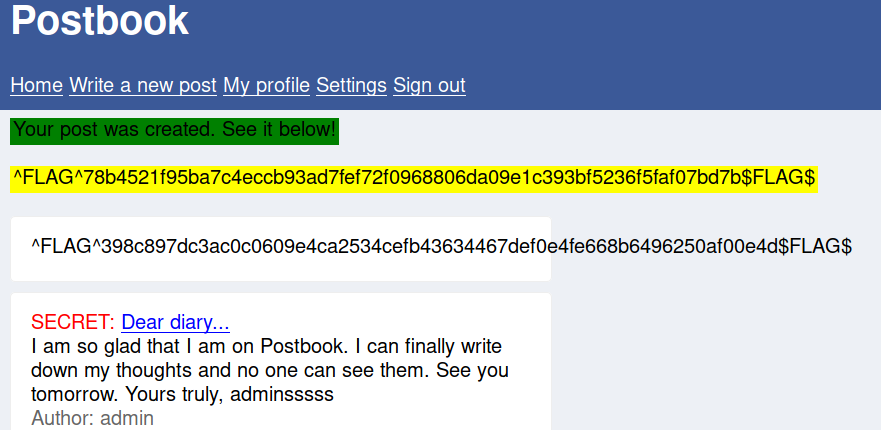 Postbook
Home Write a new post My profile Settings Sign out
Your post was created. See it below!
^FLAG^78b4521f95ba7c4eccb93ad7fef72f0968806da09e1c393bf5236f5faf07bd7b$FLAG$
^FLAG^398c897dc3ac0c0609e4ca2534cefb43634467def0e4fe668b6496250af00e4d$FLAG$
SECRET: Dear diary...
I am so glad that I am on Postbook. I can finally write
down my thoughts and no one can see them. See you
tomorrow. Yours truly, adminsssss
Author: admin